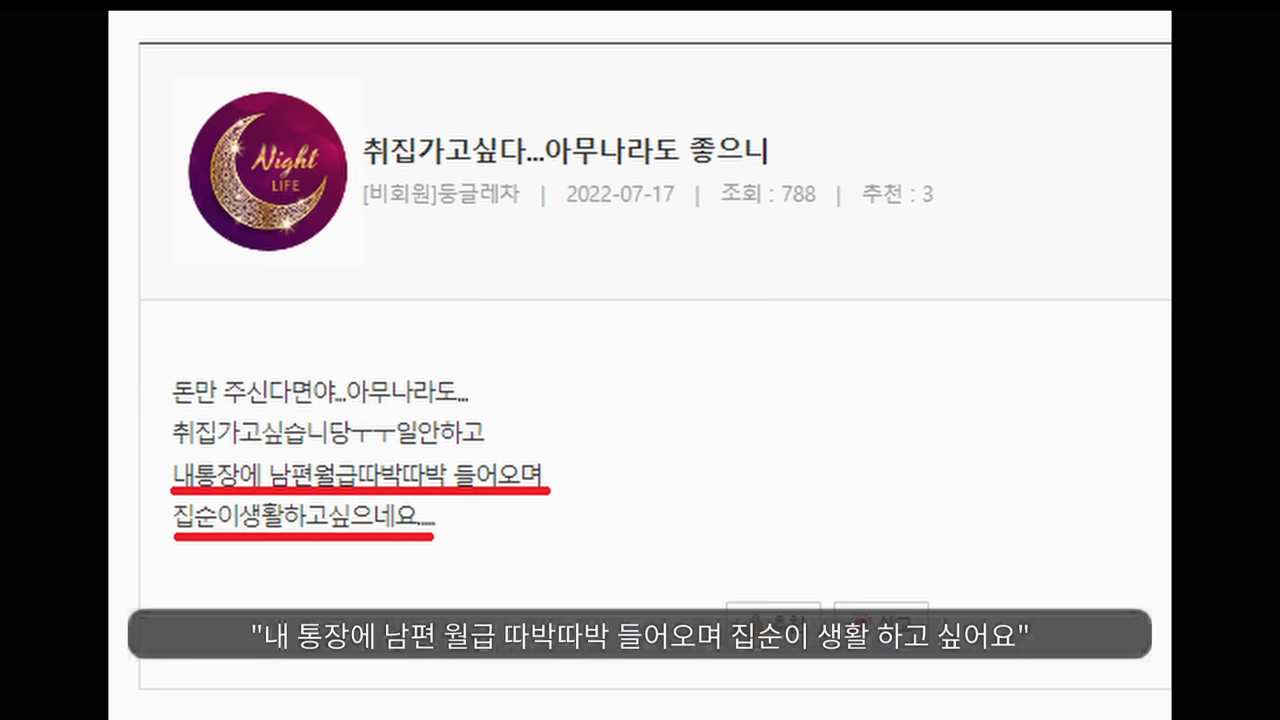 Night
LIFE
취집가고싶다...아무나라도 좋으니
[비회원]둥글레차 | 2022-07-17 | 조회 : 788 | 추천 : 3
돈만 주신다면야...아무나라도...
취집가고싶습니당ㅜㅜ일안하고
내통장에 남편월급따박따박 들어오며
집순이생활하고싶으네요.....
"내 통장에 남편 월급 따박따박 들어오며 집순이 생활 하고 싶어요"